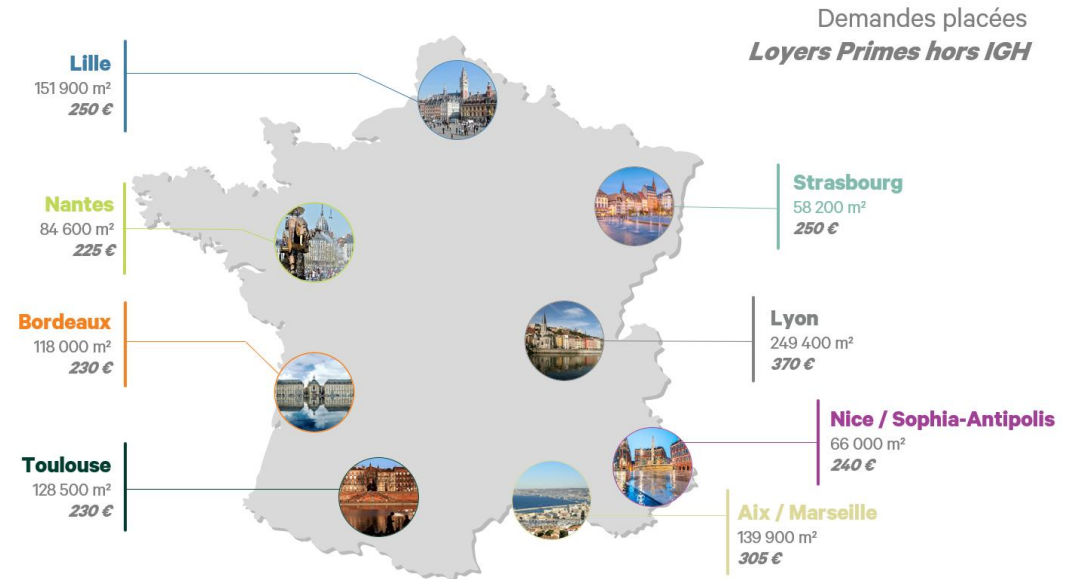 Demandes placées
Loyers Primes hors IGH
Lille
151 900 m²
250 €
Nantes
84 600 m²
225 €
Bordeaux
118 000 m²
230 €
Toulouse
128 500 m²
230 €
Strasbourg
58 200 m²
250 €
Lyon
249 400 m²
370 €
Nice / Sophia-Antipolis
66 000 m²
240 €
Aix / Marseille
139 900 m²
305 €